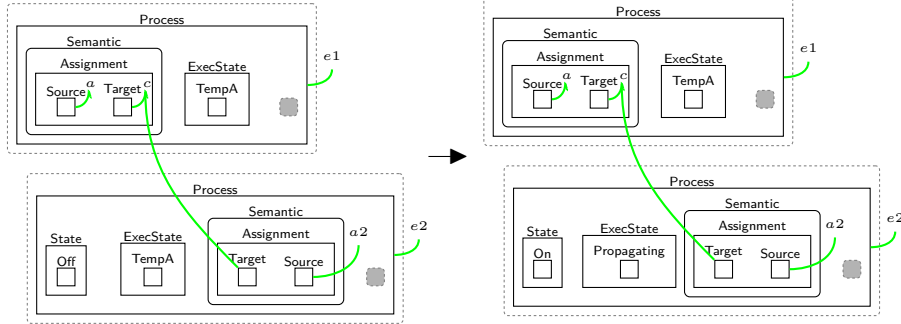 Process
Semantic
Assignment
ExecState
Source a Target c TempA
e1
Process
Semantic
State ExecState Assignment
Off TempA Target Source
a2
e2
Process
Semantic
Assignment
ExecState
Source a Target c TempA
e1
Process
Semantic
State ExecState Assignment
On Propagating Target Source
a2
e2